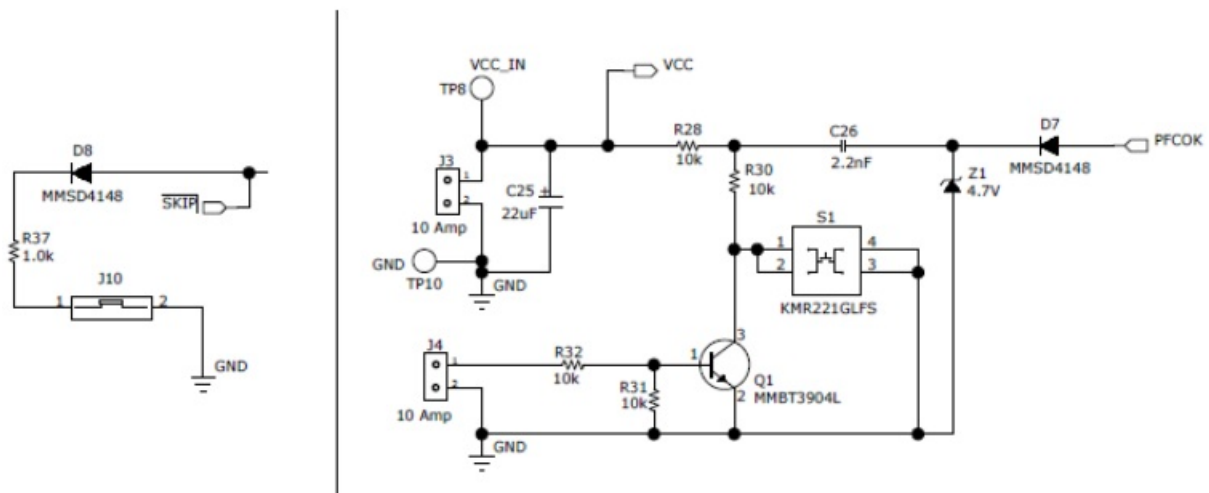 D8
MMSD4148
SKIP
R37
1.0k
J10
1
2
GND
VCC_IN
TP8
VCC
J3
1
2
10 Amp
C25
+
22uF
GND
TP10
GND
R28
10k
R30
10k
C26
2.2nF
D7
MMSD4148
PFCOK
Z1
4.7V
S1
1
2
4
3
KMR221GLFS
J4
1
2
10 Amp
R32
10k
R31
10k
1
3
2
Q1
MMBT3904L
GND